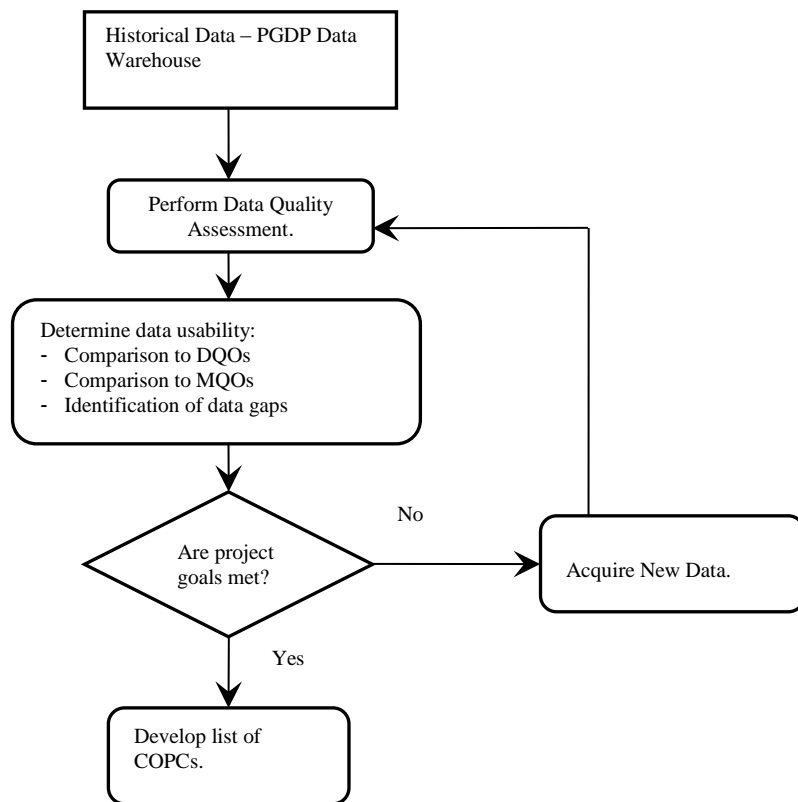 Historical Data – PGDP Data
Warehouse
Perform Data Quality
Assessment.
Determine data usability:
- Comparison to DQOs
- Comparison to MQOs
- Identification of data gaps
No
Are project
goals met?
Acquire New Data.
Yes
Develop list of
COPCs.